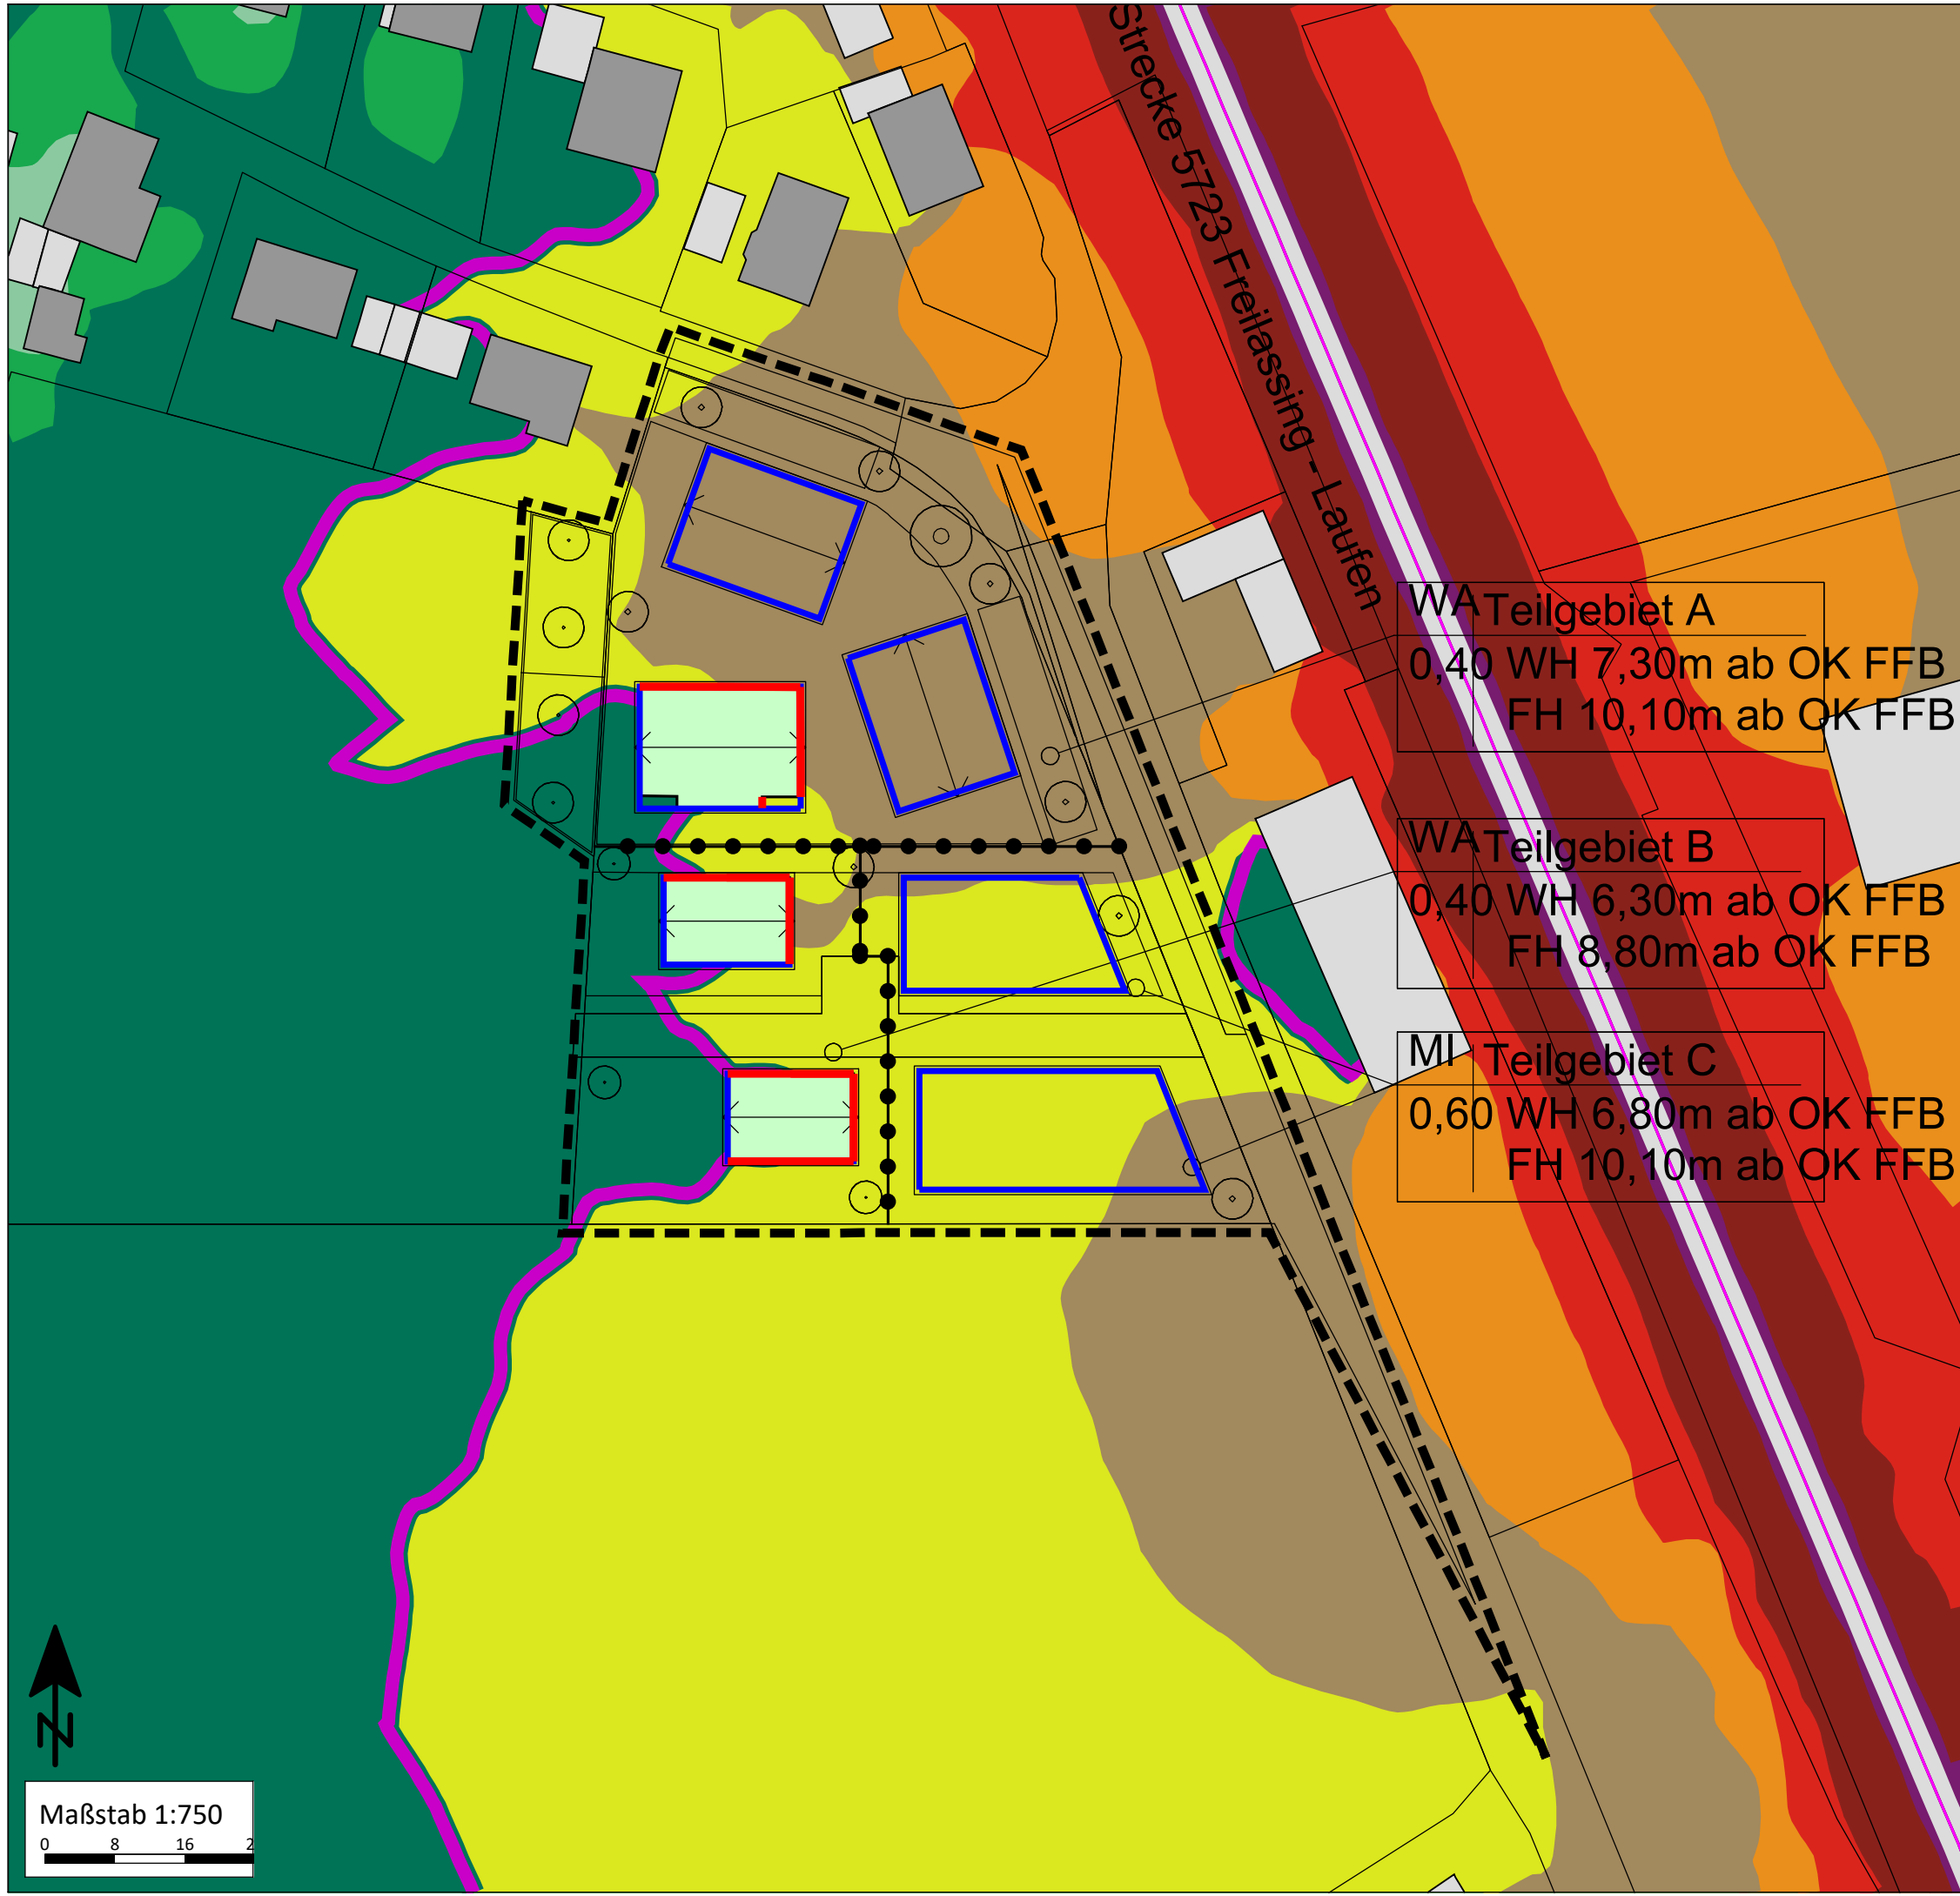 Strecke 5723 Freilassing - Laufen
WA Teilgebiet A
0,40 WH 7,30m ab OK FFB
FH 10,10m ab OK FFB
WA Teilgebiet B
0,40 WH 6,30m ab OK FFB
FH 8,80m ab OK FFB
MI Teilgebiet C
0,60 WH 6,80m ab OK FFB
FH 10,10m ab OK FFB
N
Maßstab 1:750
0 8 16 2